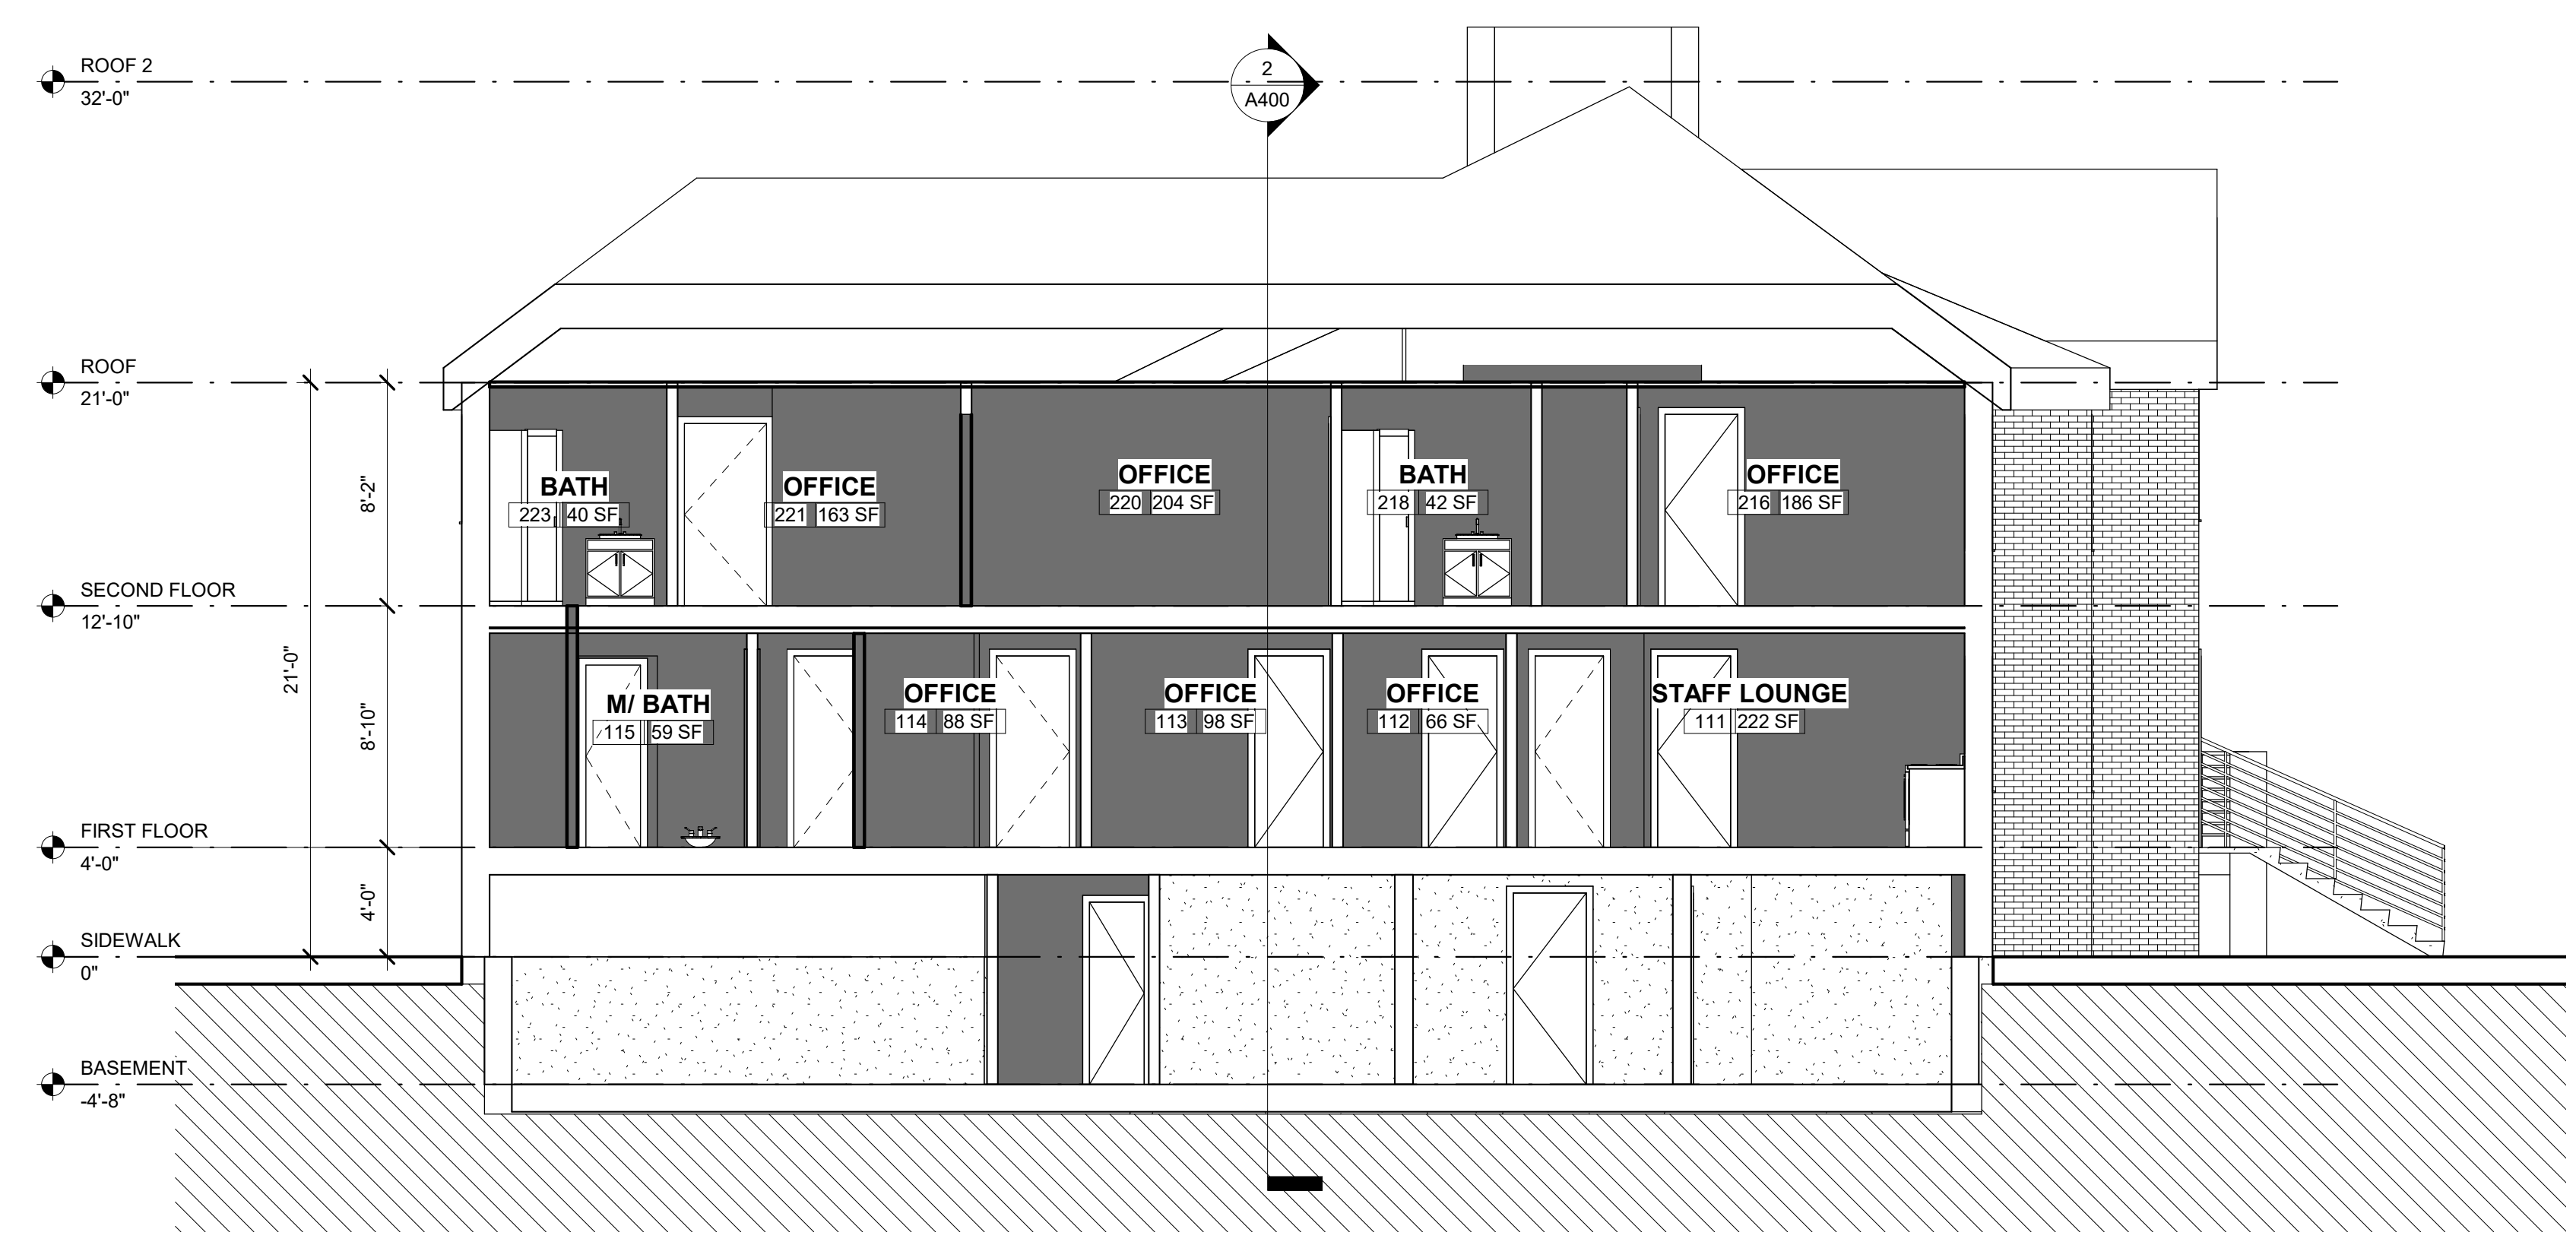 ROOF 2
32'-0"
2
A400
ROOF
21'-0"
8'-2"
BATH
223 40 SF
OFFICE
221 163 SF
OFFICE
220 204 SF
BATH
218 42 SF
OFFICE
216 186 SF
SECOND FLOOR
12'-10"
21'-0"
8'-10"
M/ BATH
115 59 SF
OFFICE
114 88 SF
OFFICE
113 98 SF
OFFICE
112 66 SF
STAFF LOUNGE
111 222 SF
FIRST FLOOR
4'-0"
4'-0"
SIDEWALK
0"
BASEMENT
-4'-8"